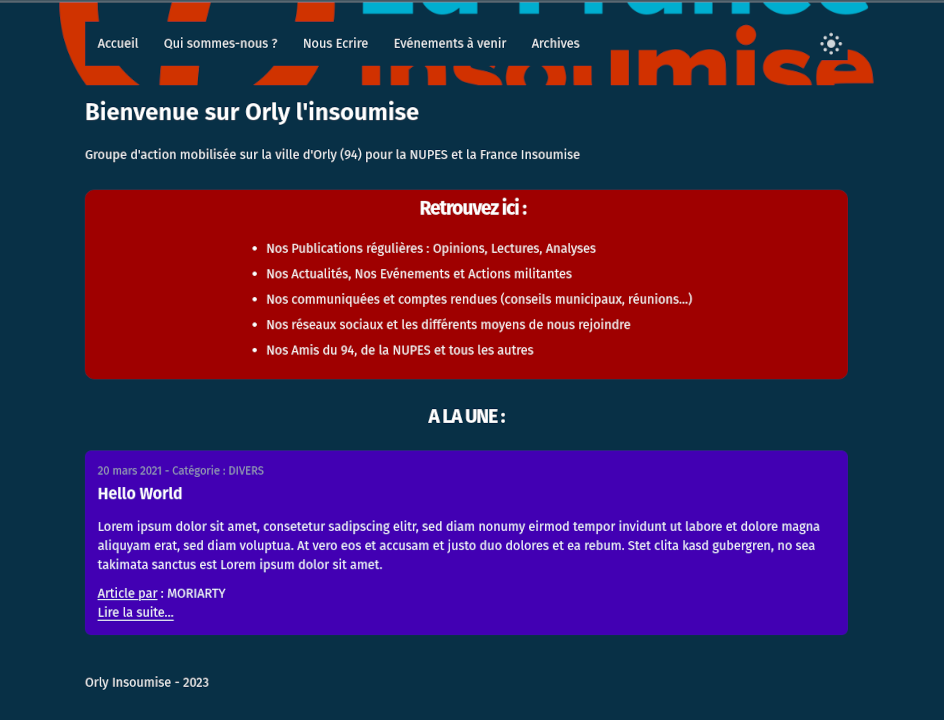 La France
insoumise
Accueil Qui sommes-nous ? Nous Ecrire Evénements à venir Archives
Bienvenue sur Orly l'insoumise
Groupe d'action mobilisée sur la ville d'Orly (94) pour la NUPES et la France Insoumise
Retrouvez ici :
• Nos Publications régulières : Opinions, Lectures, Analyses
• Nos Actualités, Nos Evénements et Actions militantes
• Nos communiquées et comptes rendues (conseils municipaux, réunions...)
• Nos réseaux sociaux et les différents moyens de nous rejoindre
• Nos Amis du 94, de la NUPES et tous les autres
A LA UNE :
20 mars 2021 - Catégorie : DIVERS
Hello World
Lorem ipsum dolor sit amet, consetetur sadipscing elitr, sed diam nonumy eirmod tempor invidunt ut labore et dolore magna
aliquyam erat, sed diam voluptua. At vero eos et accusam et justo duo dolores et ea rebum. Stet clita kasd gubergren, no sea
takimata sanctus est Lorem ipsum dolor sit amet.
Article par : MORIARTY
Lire la suite...
Orly Insoumise - 2023